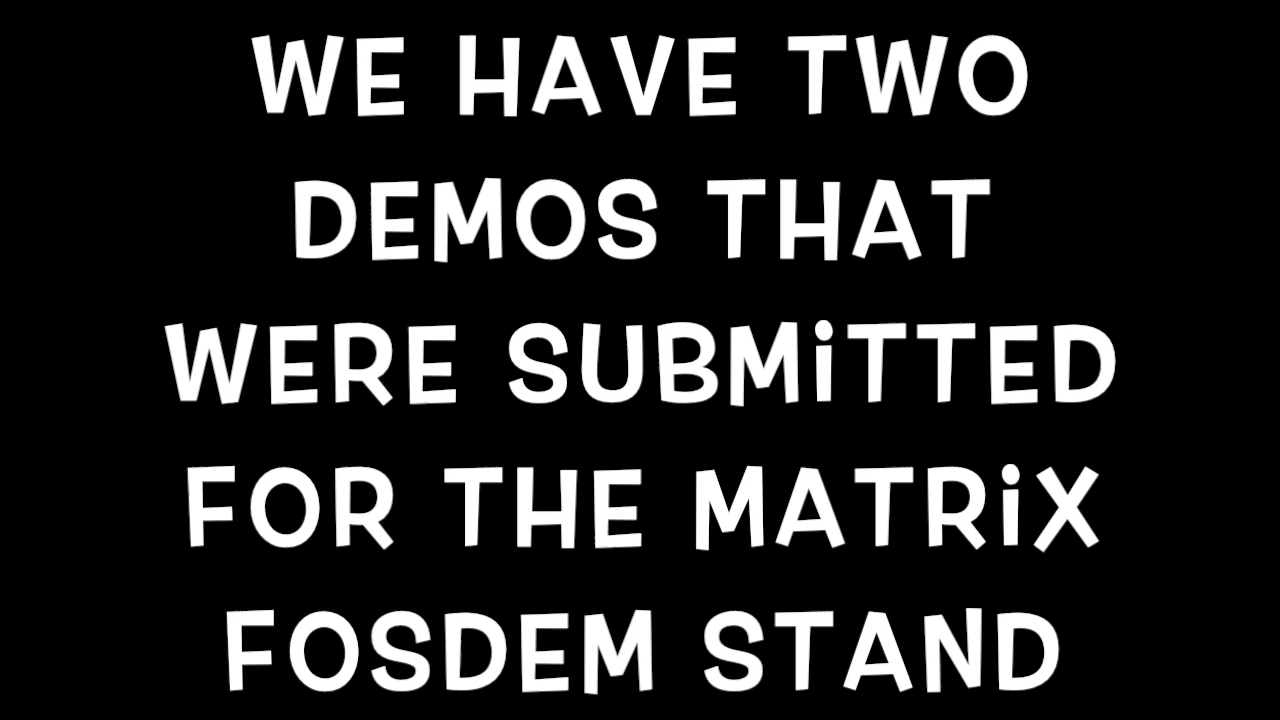 WE HAVE TWO
DEMOS THAT
WERE SUBMiTTED
FOR THE MATRiX
FOSDEM STAND